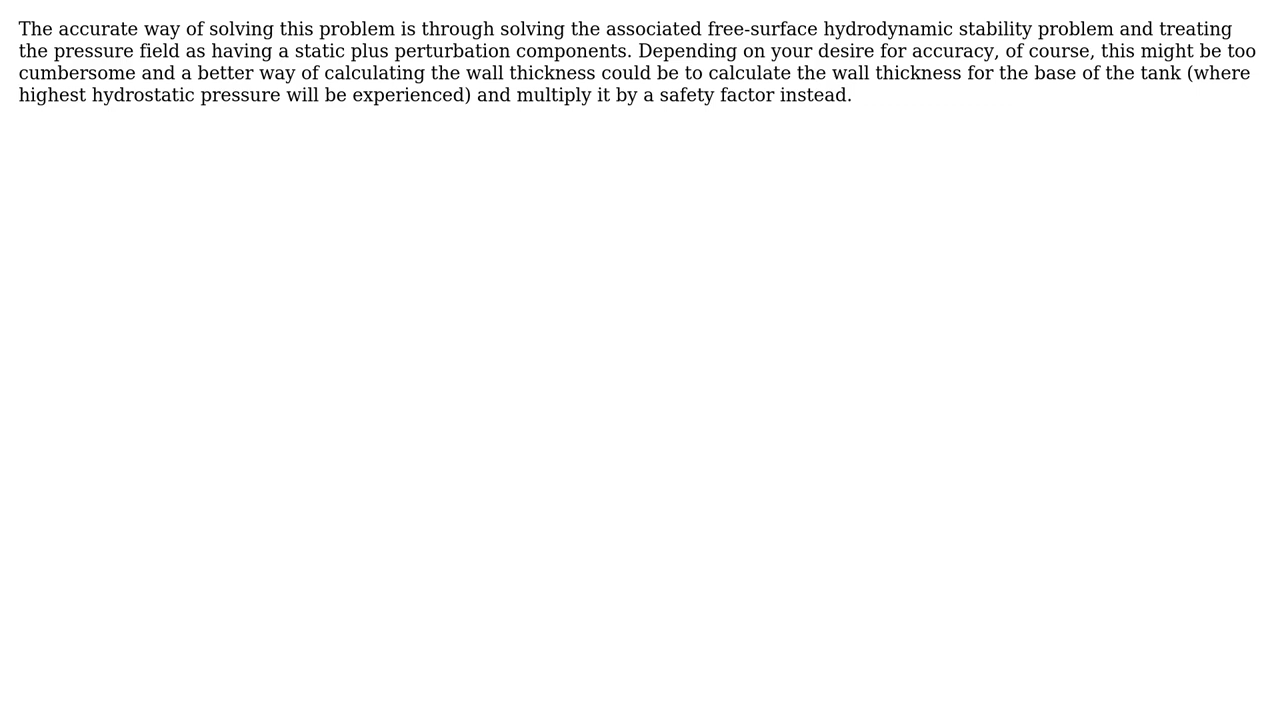 The accurate way of solving this problem is through solving the associated free-surface hydrodynamic stability problem and treating
the pressure field as having a static plus perturbation components. Depending on your desire for accuracy, of course, this might be too
cumbersome and a better way of calculating the wall thickness could be to calculate the wall thickness for the base of the tank (where
highest hydrostatic pressure will be experienced) and multiply it by a safety factor instead.